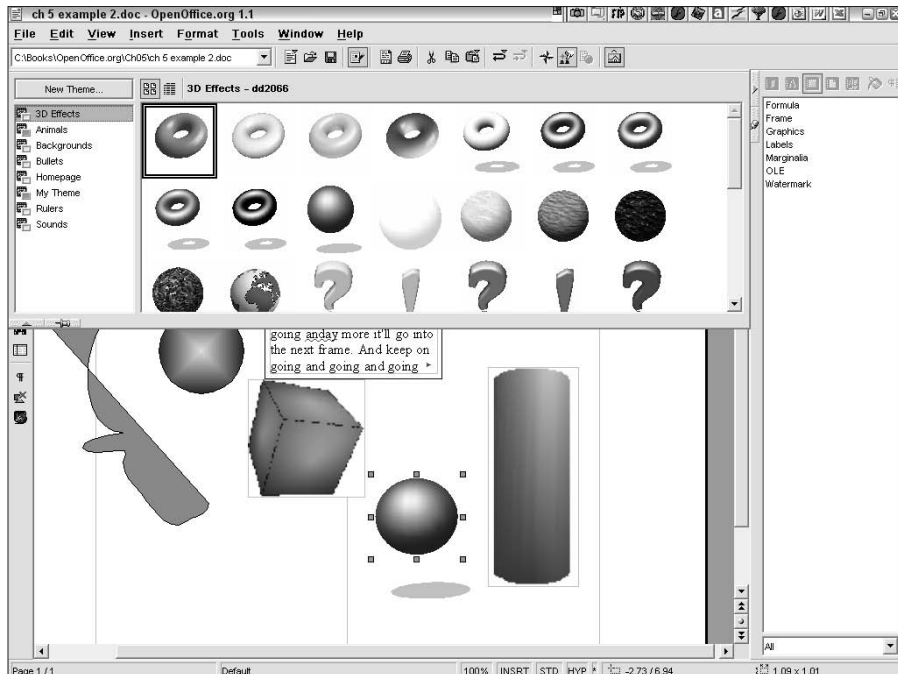 ch 5 example 2.doc - OpenOffice.org 1.1
File Edit View Insert Format Tools Window Help
C:\Books\OpenOffice.org\Ch05\ch 5 example 2.doc
New Theme...
3D Effects - dd2066
3D Effects
Animals
Backgrounds
Bullets
Homepage
My Theme
Rulers
Sounds
Formula
Frame
Graphics
Labels
Marginalia
OLE
Watermark
going anday more it'll go into
the next frame. And keep on
going and going and going
All
Page 1 / 1 Default 100% INSRT STD HYP * -2.73 / 6.94 1.09 x 1.01